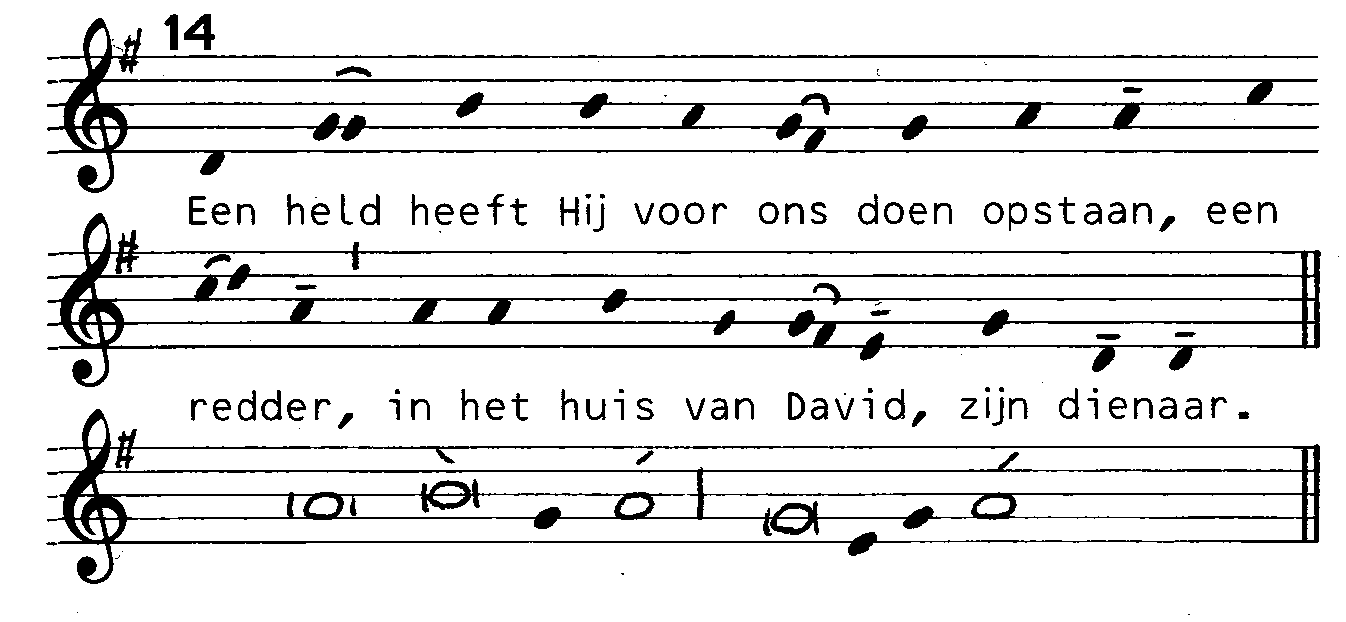 14
Een held heeft Hij voor ons doen opstaan, een
redder, in het huis van David, zijn dienaar.